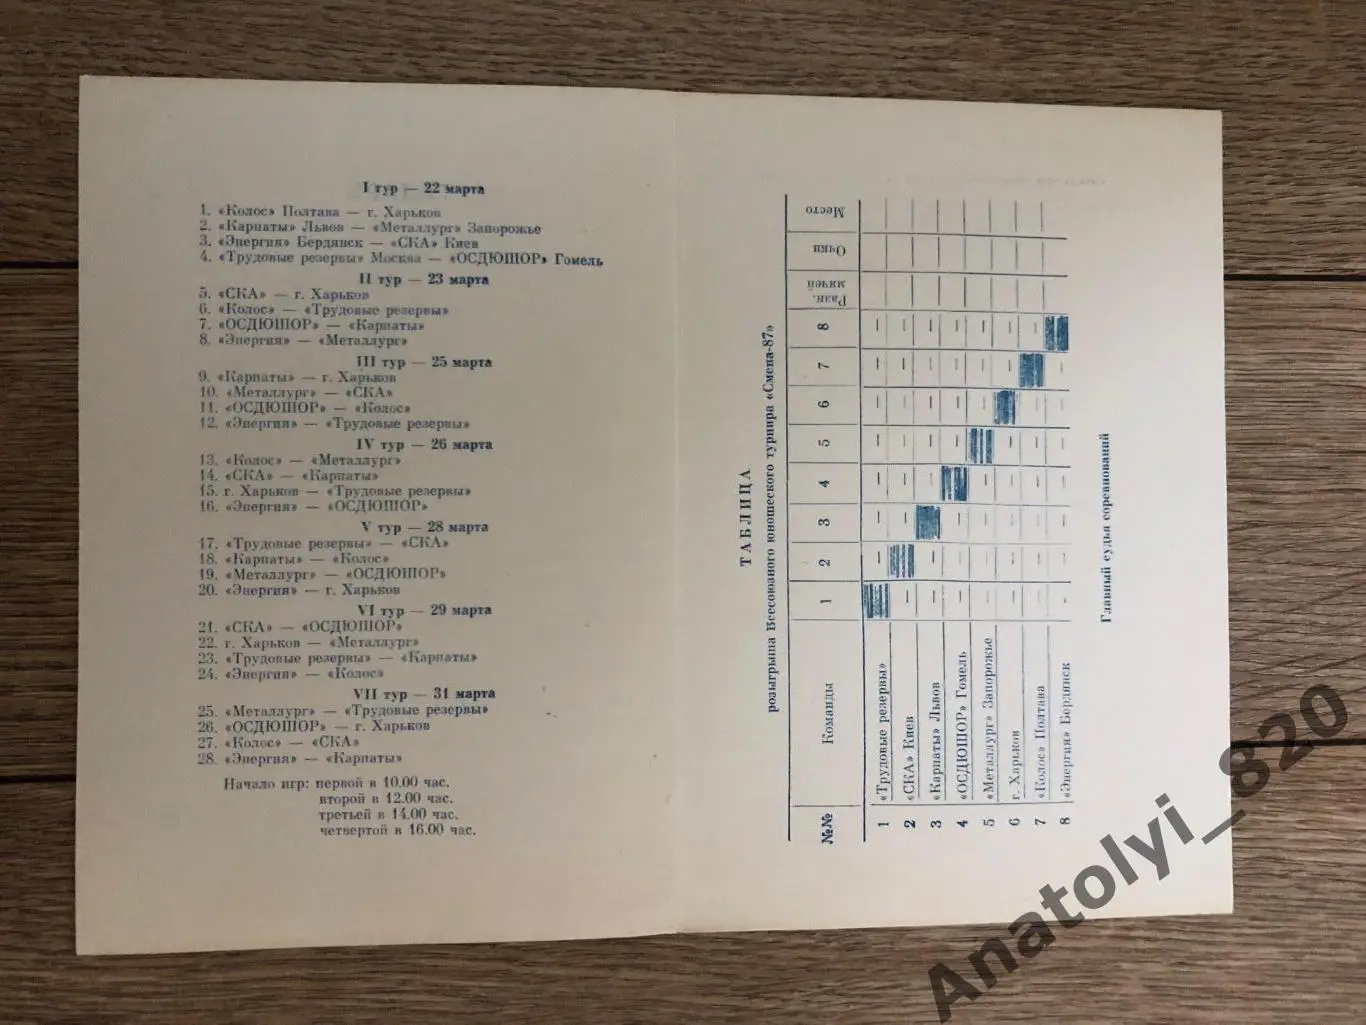 I тур — 22 марта
1. «Колос» Полтава — г. Харьков
2. «Карпаты» Львов — «Металлург» Запорожье
3. «Энергия» Бердянск — «СКА» Киев
4. «Трудовые резервы» Москва — «ОСДЮШОР» Гомель
II тур — 23 марта
5. «СКА» — г. Харьков
6. «Колос» — «Трудовые резервы»
7. «ОСДЮШОР» — «Карпаты»
8. «Энергия» — «Металлург»
III тур — 25 марта
9. «Карпаты» — г. Харьков
10. «Металлург» — «СКА»
11. «ОСДЮШОР» — «Колос»
12. «Энергия» — «Трудовые резервы»
IV тур — 26 марта
13. «Колос» — «Металлург»
14. «СКА» — «Карпаты»
15. г. Харьков — «Трудовые резервы»
16. «Энергия» — «ОСДЮШОР»
V тур — 28 марта
17. «Трудовые резервы» — «СКА»
18. «Карпаты» — «Колос»
19. «Металлург» — «ОСДЮШОР»
20. «Энергия» — г. Харьков
VI тур — 29 марта
21. «СКА» — «ОСДЮШОР»
22. г. Харьков — «Металлург»
23. «Трудовые резервы» — «Карпаты»
24. «Энергия» — «Колос»
VII тур — 31 марта
25. «Металлург» — «Трудовые резервы»
26. «ОСДЮШОР» — г. Харьков
27. «Колос» — «СКА»
28. «Энергия» — «Карпаты»
Начало игр: первой в 10.00 час.
второй в 12.00 час.
третьей в 14.00 час.
четвертой в 16.00 час.
ТАБЛИЦА
розыгрыша Всесоюзного юношеского турнира «Смена-87»
№№ Команды 1 2 3 4 5 6 7 8 Разн. мячей Очки Место
1 «Трудовые резервы»
2 «СКА» Киев
3 «Карпаты» Львов
4 «ОСДЮШОР» Гомель
5 «Металлург» Запорожье
6 г. Харьков
7 «Колос» Полтава
8 «Энергия» Бердянск
Главный судья соревнований
Anatolyi_820